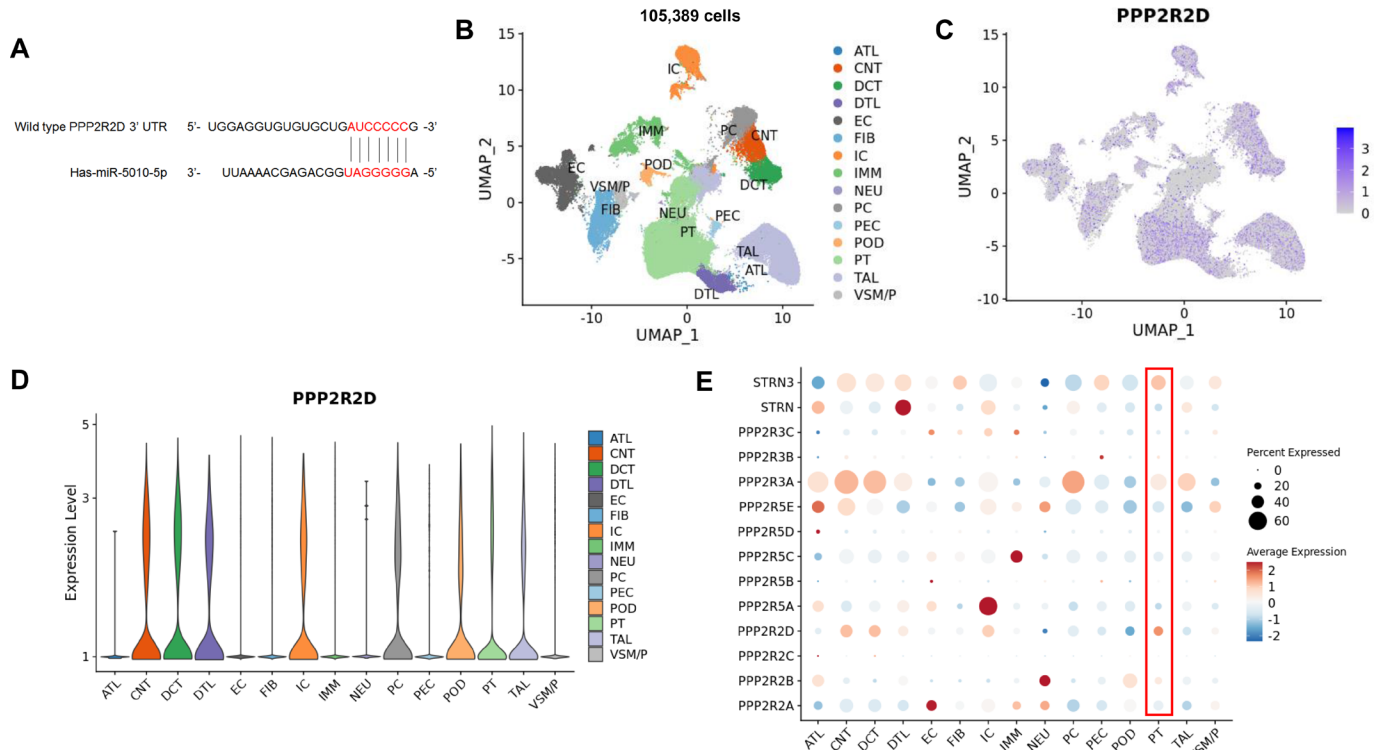 A
Wild type PPP2R2D 3' UTR 5'- UGGAGGUGUGUGCUGAUCCCCCG -3'
Has-miR-5010-5p 3'- UUAAAACGAGACGGUAGGGGGA -5'
B
105,389 cells
15
10
5
0
-5
UMAP_2
-10
0
10
UMAP_1
IC
IMM
PC
CNT
EC
POD
DCT
VSM/P
FIB
NEU
PEC
PT
TAL
ATL
DTL
ATL
CNT
DCT
DTL
EC
FIB
IC
IMM
NEU
PC
PEC
POD
PT
TAL
VSM/P
C
PPP2R2D
15
10
5
0
-5
-10
UMAP_2
-10
0
10
UMAP_1
3
2
1
0
D
PPP2R2D
5
3
1
Expression Level
ATL
CNT
DCT
DTL
EC
FIB
IC
IMM
NEU
PC
PEC
POD
PT
TAL
VSM/P
ATL
CNT
DCT
DTL
EC
FIB
IC
IMM
NEU
PC
PEC
POD
PT
TAL
VSM/P
E
STRN3
STRN
PPP2R3C
PPP2R3B
PPP2R3A
PPP2R5E
PPP2R5D
PPP2R5C
PPP2R5B
PPP2R5A
PPP2R2D
PPP2R2C
PPP2R2B
PPP2R2A
ATL
CNT
DCT
DTL
EC
FIB
IC
IMM
NEU
PC
PEC
POD
PT
TAL
VSM/P
Percent Expressed
0
20
40
60
Average Expression
2
1
0
-1
-2